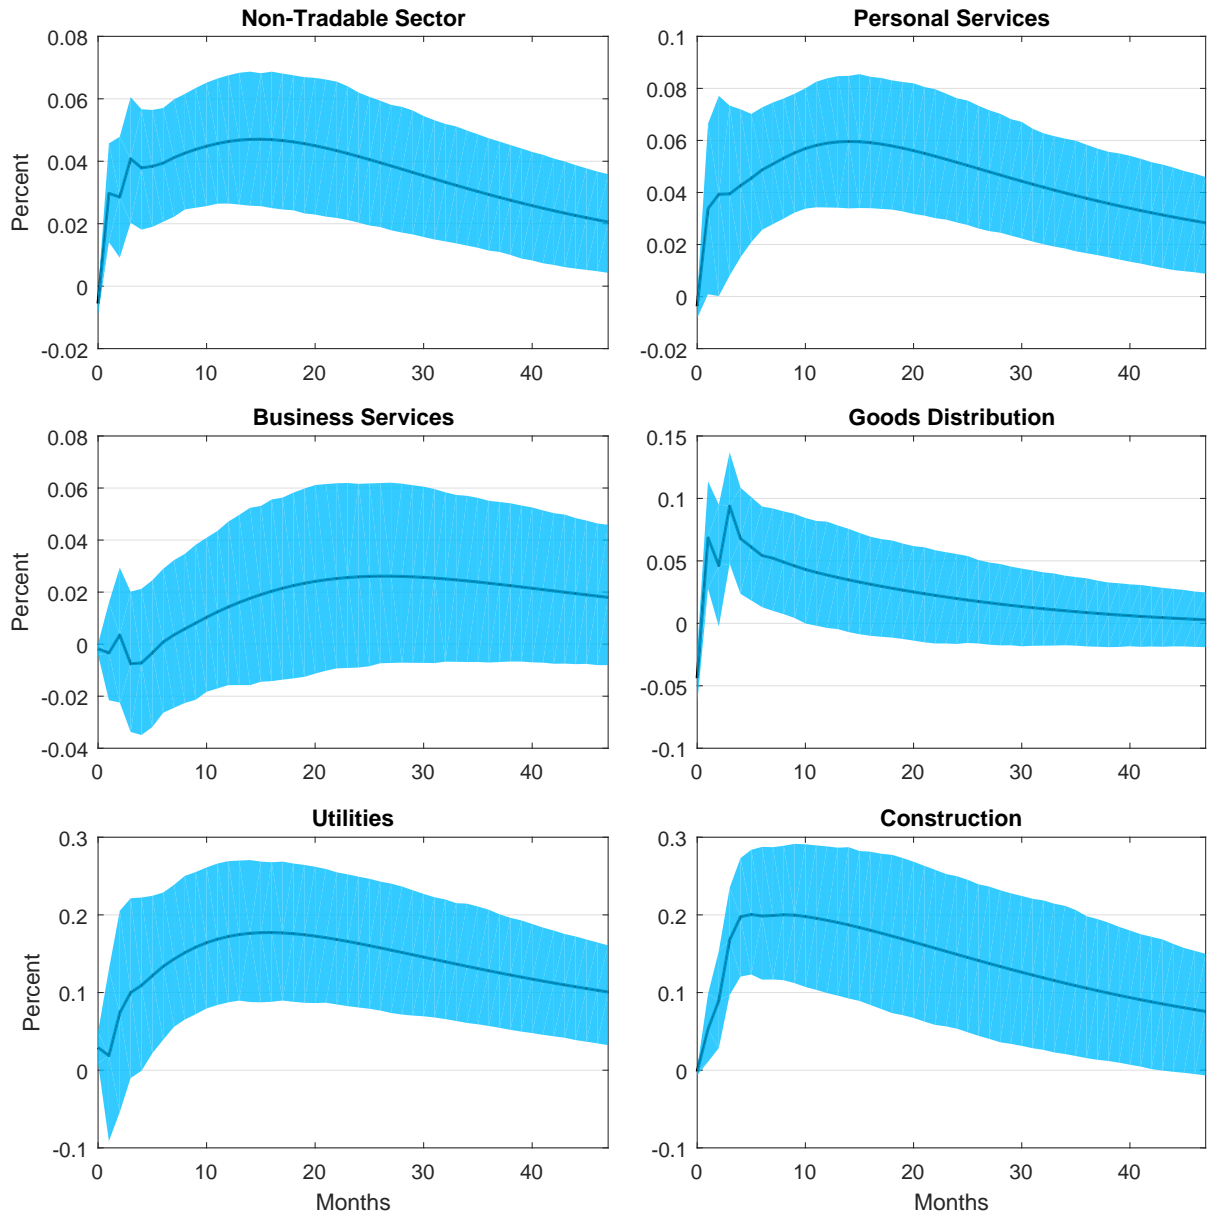 Non-Tradable Sector
0.08
0.06
0.04
0.02
0
-0.02
Percent
0 10 20 30 40
Personal Services
0.1
0.08
0.06
0.04
0.02
0
-0.02
0 10 20 30 40
Business Services
0.08
0.06
0.04
0.02
0
-0.02
-0.04
Percent
0 10 20 30 40
Goods Distribution
0.15
0.1
0.05
0
-0.05
-0.1
0 10 20 30 40
Utilities
0.3
0.2
0.1
0
-0.1
Percent
0 10 20 30 40
Months
Construction
0.3
0.2
0.1
0
-0.1
0 10 20 30 40
Months